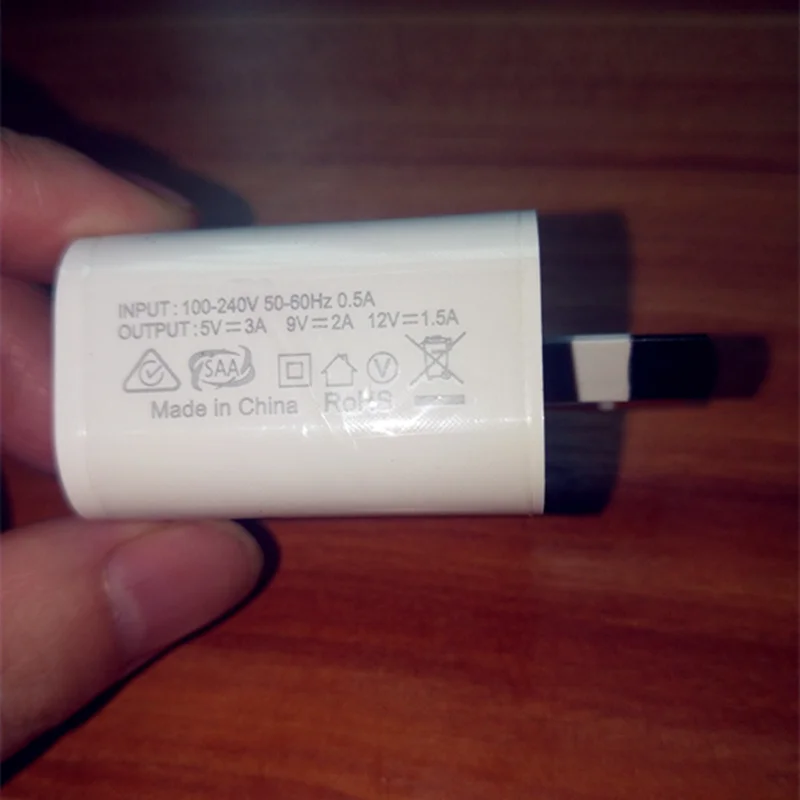 INPUT : 100-240V 50-60Hz 0.5A
OUTPUT : 5V⎓3A 9V⎓2A 12V⎓1.5A
SAA V
Made in China RoHS